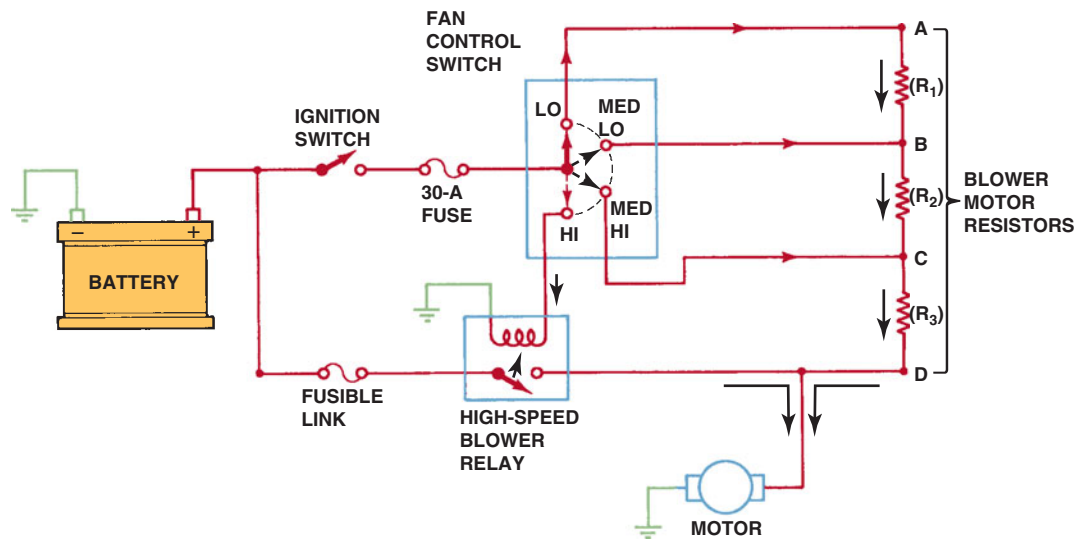 FAN
CONTROL
SWITCH
A
(R1)
LO
MED
LO
IGNITION
SWITCH
B
30-A
FUSE
(R2)
BLOWER
MOTOR
RESISTORS
MED
HI
HI
− +
BATTERY
C
(R3)
D
FUSIBLE
LINK
HIGH-SPEED
BLOWER
RELAY
MOTOR